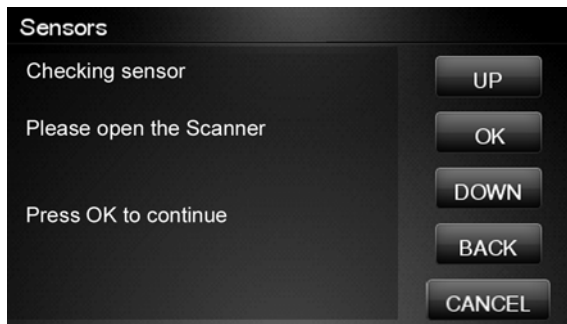 Sensors
Checking sensor
Please open the Scanner
Press OK to continue
UP
OK
DOWN
BACK
CANCEL